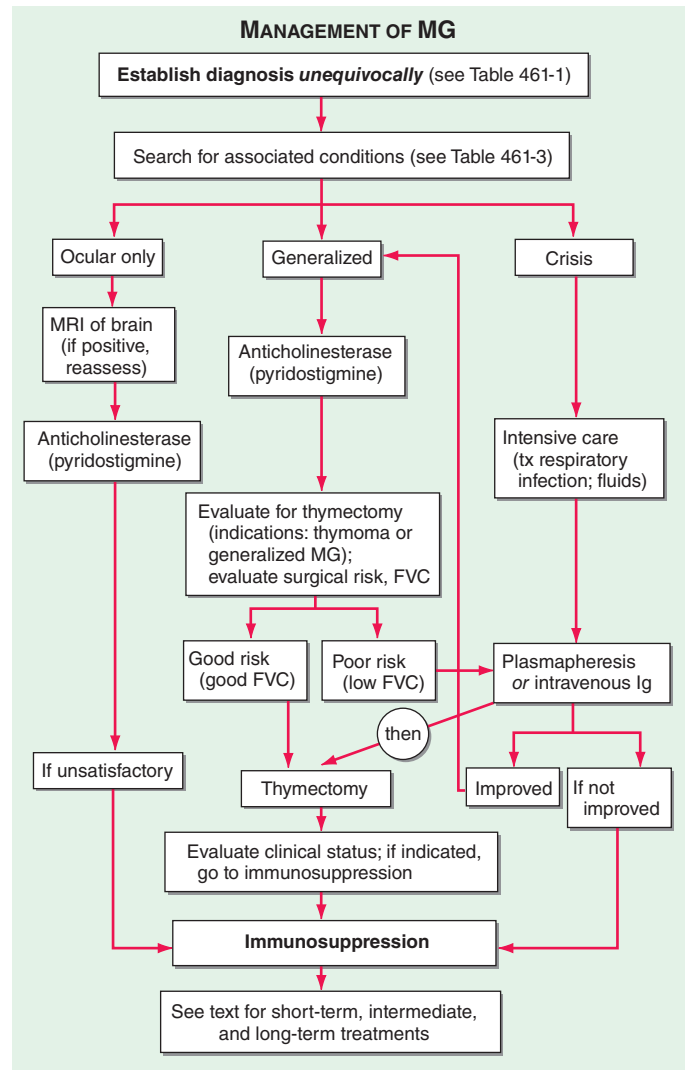 MANAGEMENT OF MG
Establish diagnosis unequivocally (see Table 461-1)
Search for associated conditions (see Table 461-3)
Ocular only
Generalized
Crisis
MRI of brain
(if positive,
reassess)
Anticholinesterase
(pyridostigmine)
Anticholinesterase
(pyridostigmine)
Intensive care
(tx respiratory
infection; fluids)
Evaluate for thymectomy
(indications: thymoma or
generalized MG);
evaluate surgical risk, FVC
Good risk
(good FVC)
Poor risk
(low FVC)
Plasmapheresis
or intravenous Ig
then
If unsatisfactory
Thymectomy
Improved
If not
improved
Evaluate clinical status; if indicated,
go to immunosuppression
Immunosuppression
See text for short-term, intermediate,
and long-term treatments